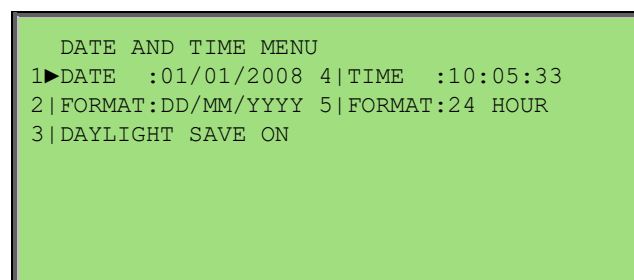 DATE AND TIME MENU
1►DATE  :01/01/2008 4|TIME  :10:05:33
2|FORMAT:DD/MM/YYYY 5|FORMAT:24 HOUR
3|DAYLIGHT SAVE ON